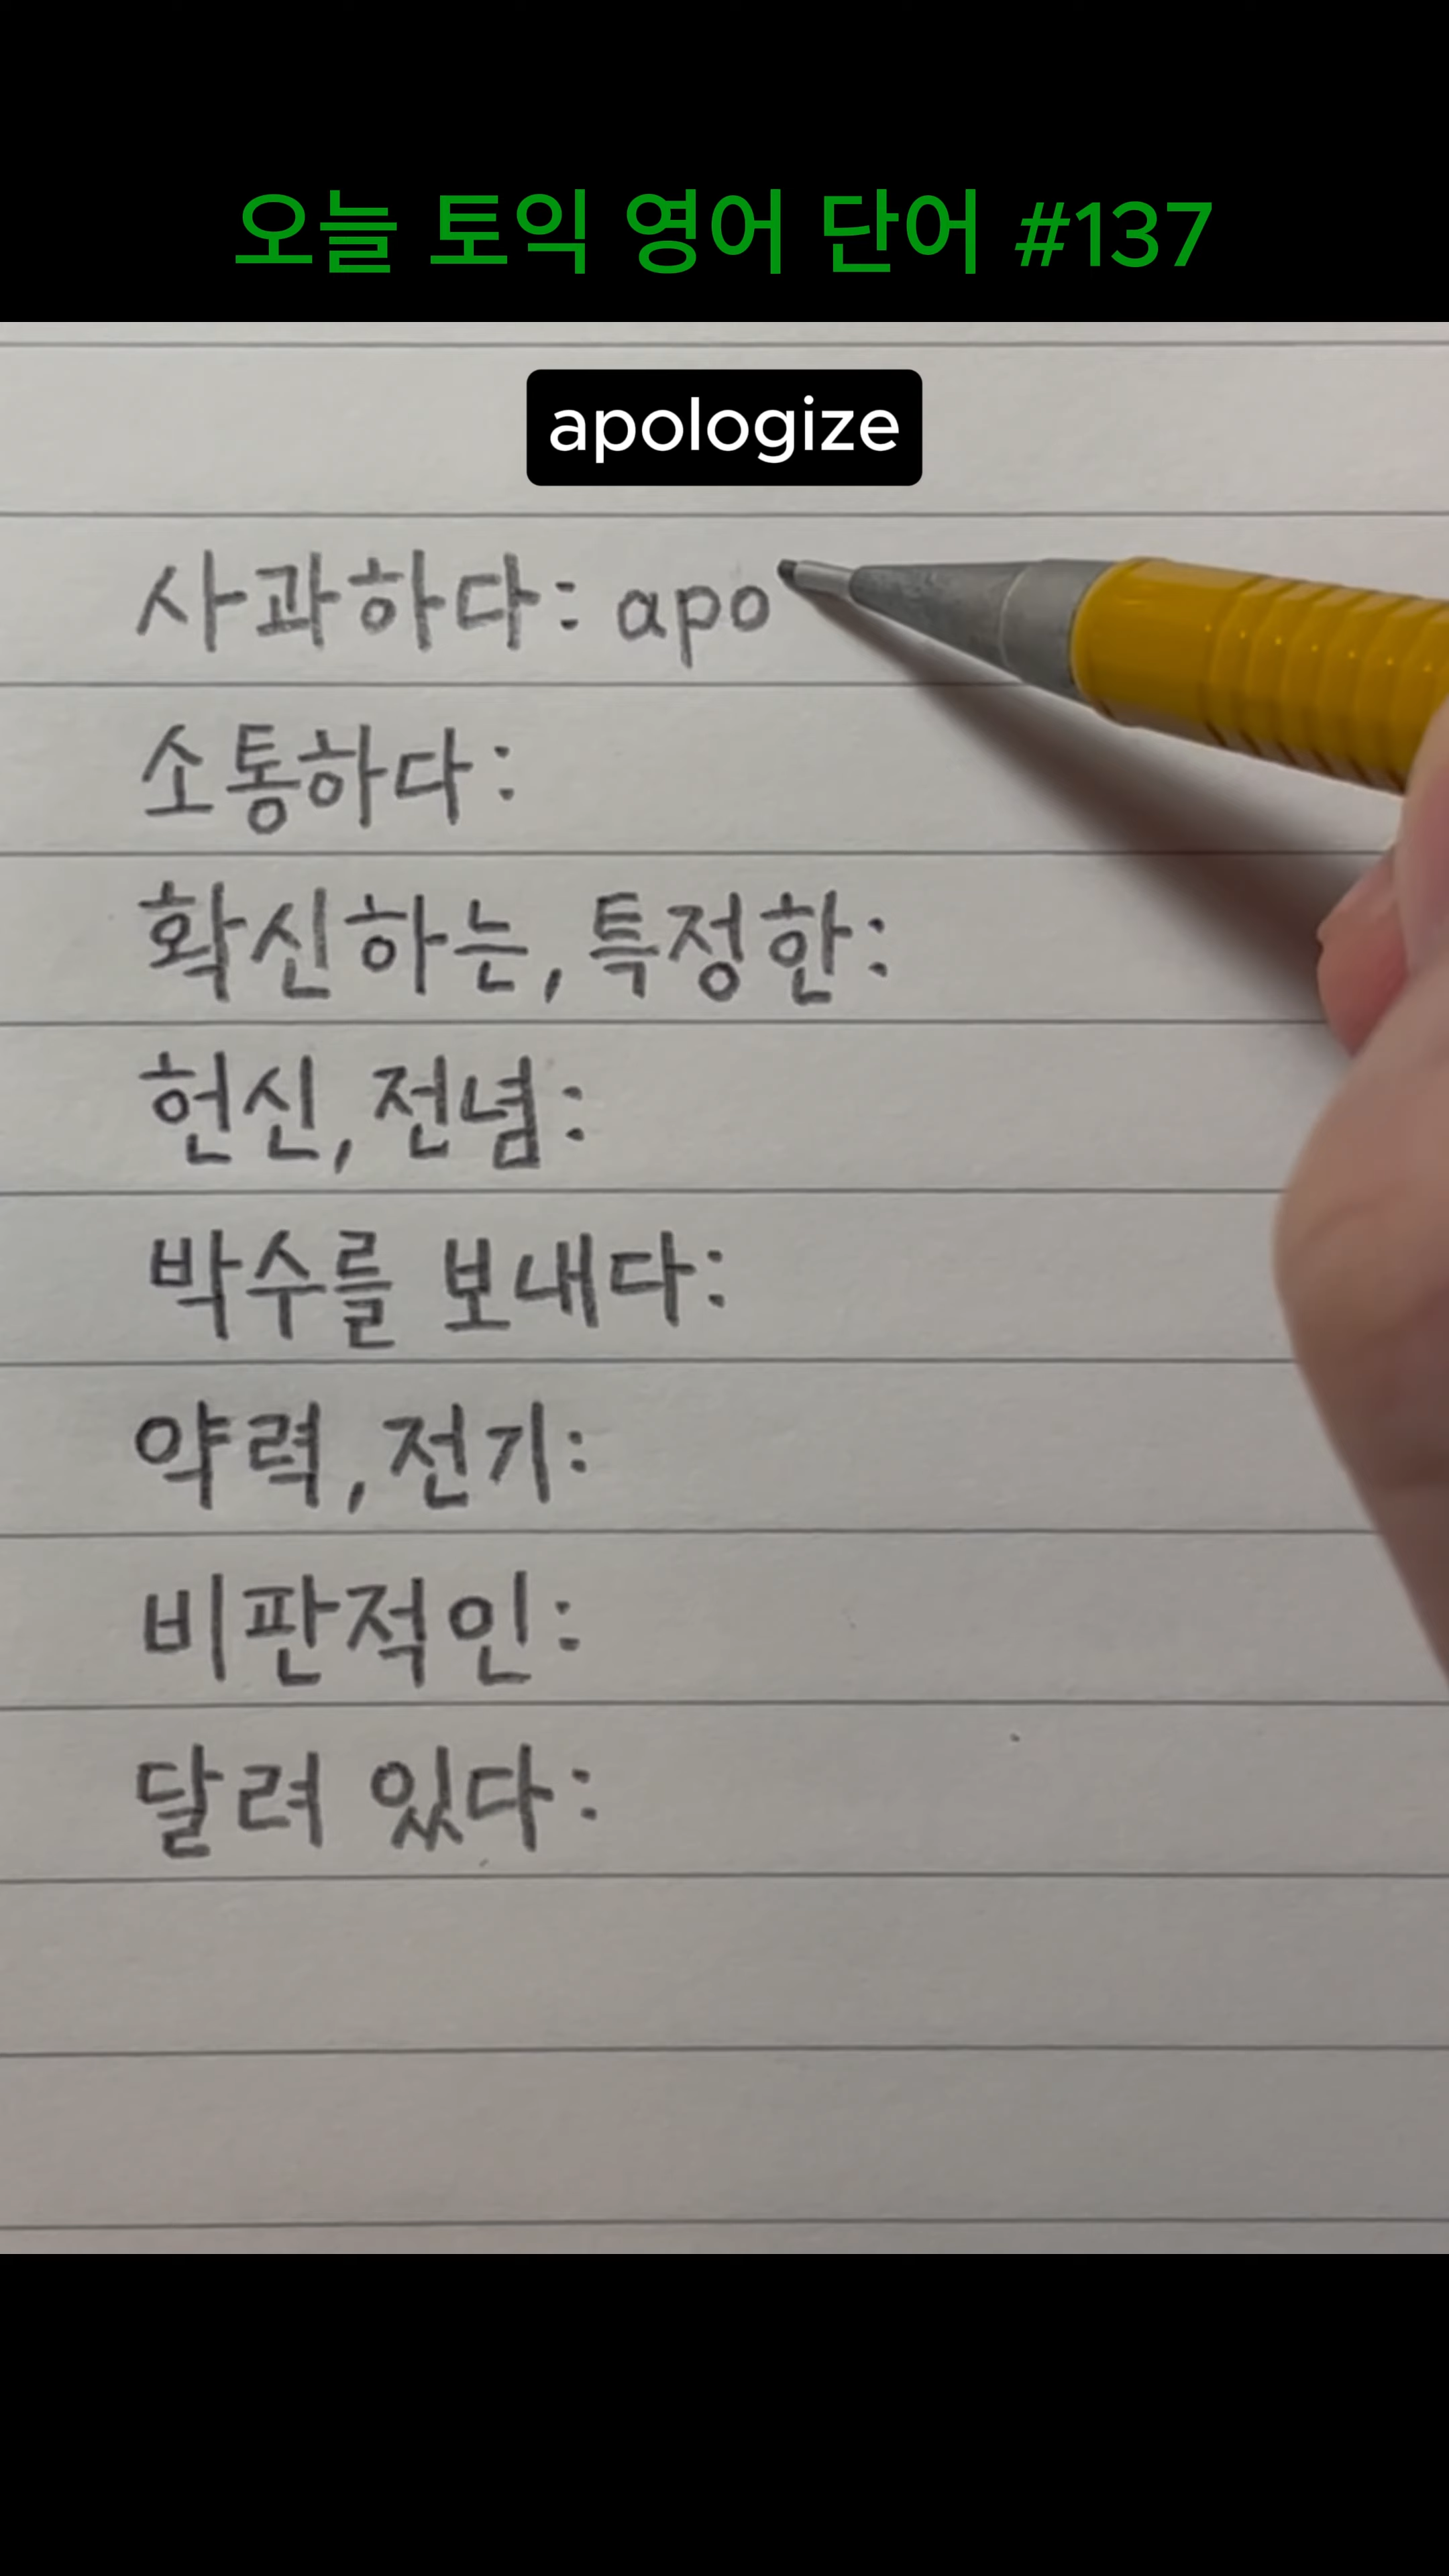 오늘 토익 영어 단어 #137
apologize
사과하다: apo
소통하다:
확신하는, 특정한:
헌신, 전념:
박수를 보내다:
약력, 전기:
비판적인:
달려 있다: